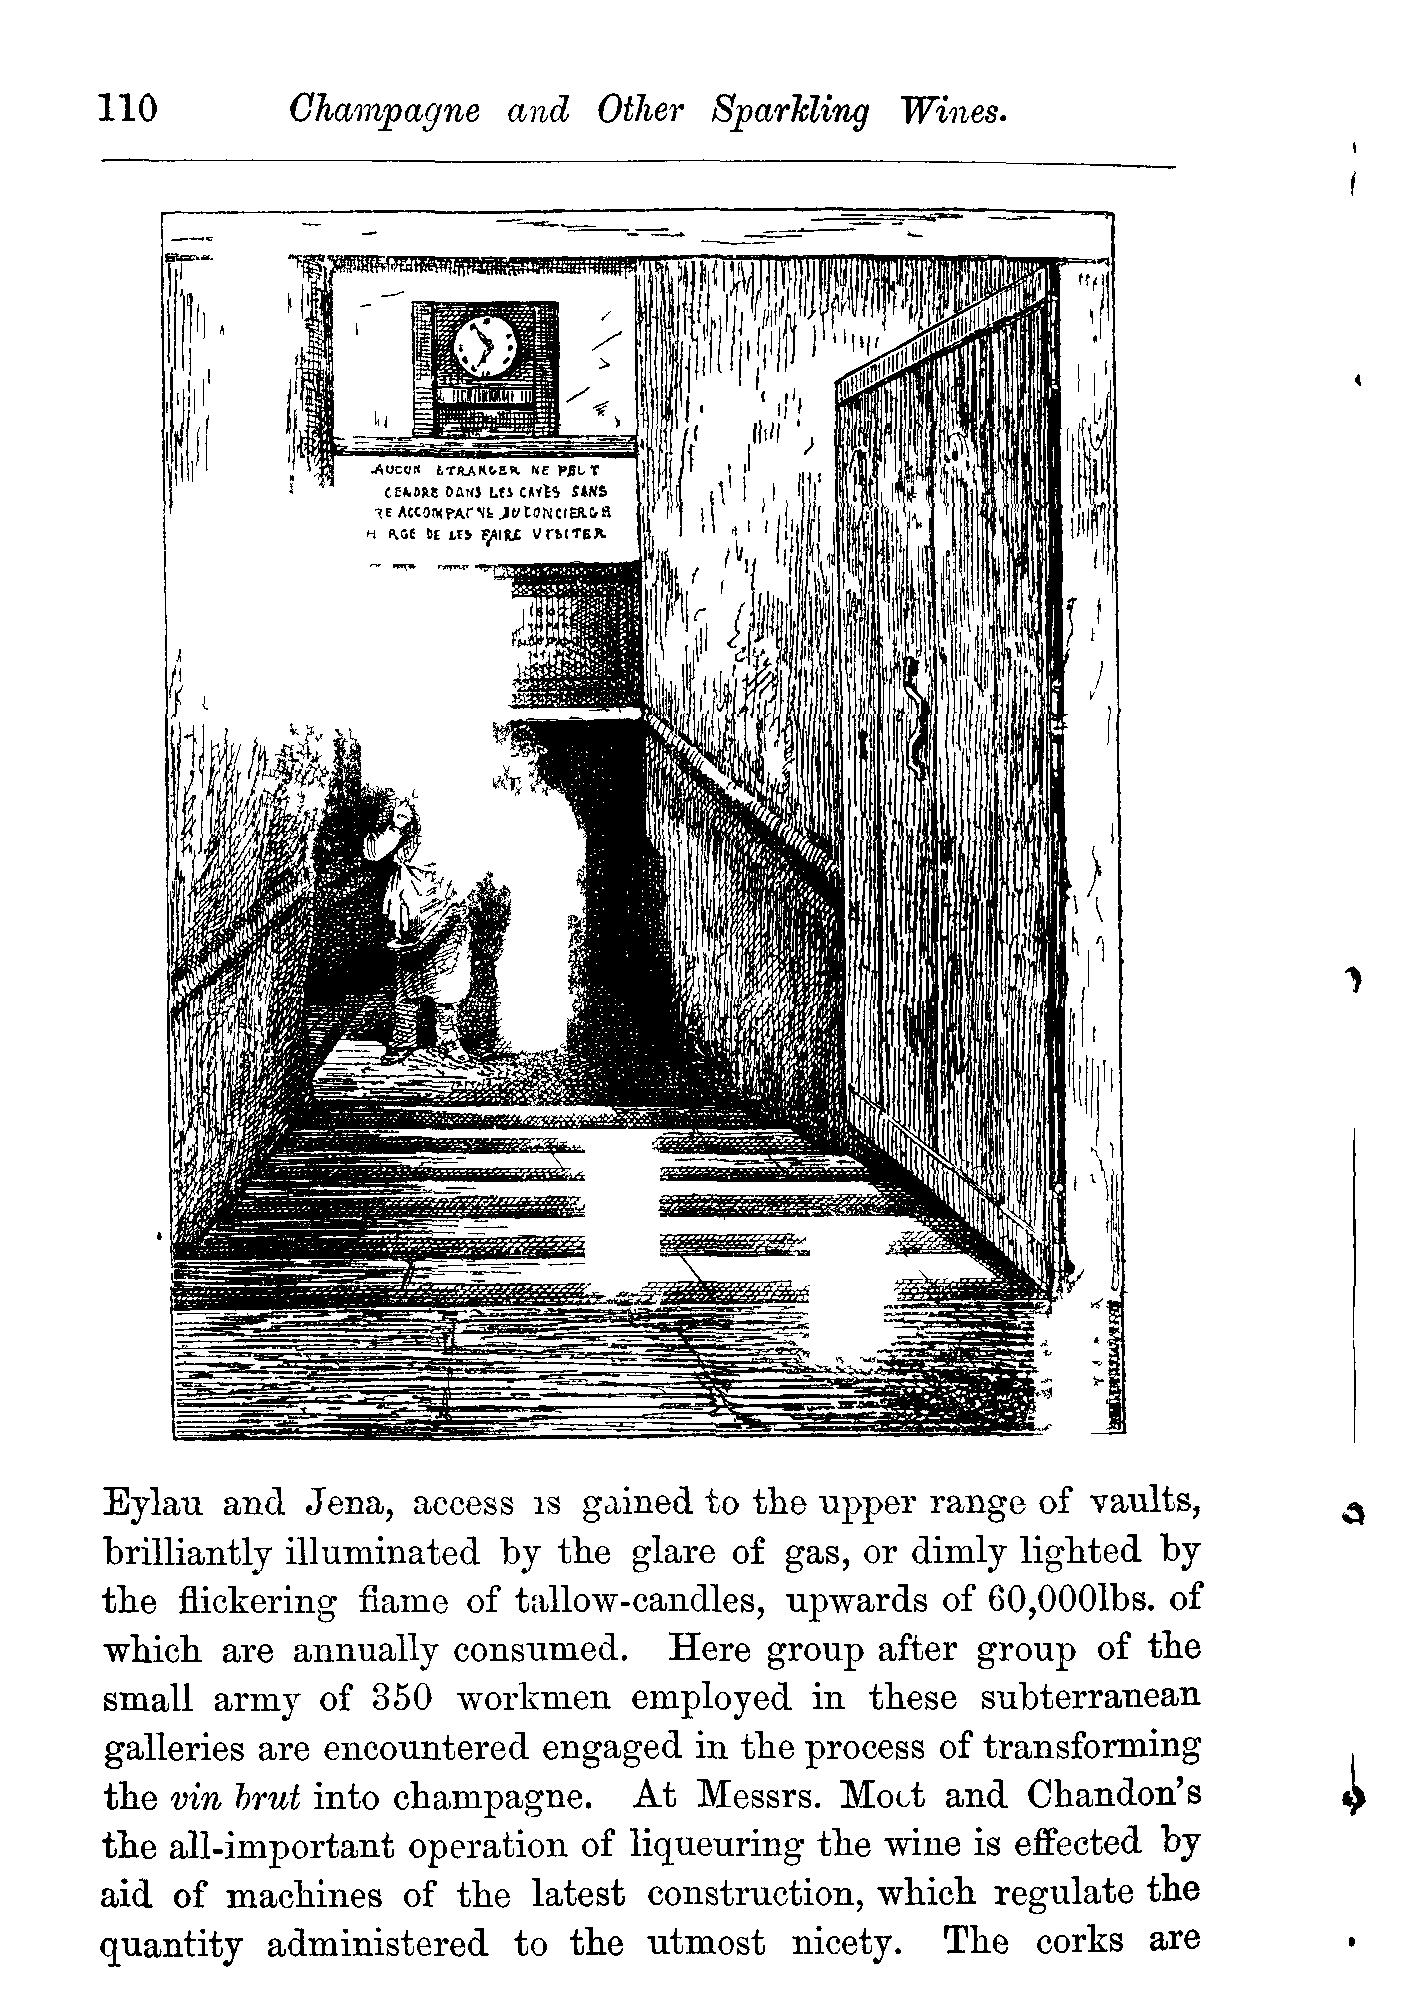 110 Champagne and Other Sparkling Wines.
AUCUN ETRANGER NE PEUT
CENDRE DANS LES CAVES SANS
RE ACCOMPAGNE DU CONCIERGE
H RGE DE LES FAIRE VISITER
Eylau and Jena, access is gained to the upper range of vaults,
brilliantly illuminated by the glare of gas, or dimly lighted by
the flickering flame of tallow-candles, upwards of 60,000lbs. of
which are annually consumed. Here group after group of the
small army of 350 workmen employed in these subterranean
galleries are encountered engaged in the process of transforming
the vin brut into champagne. At Messrs. Moët and Chandon's
the all-important operation of liqueuring the wine is effected by
aid of machines of the latest construction, which regulate the
quantity administered to the utmost nicety. The corks are